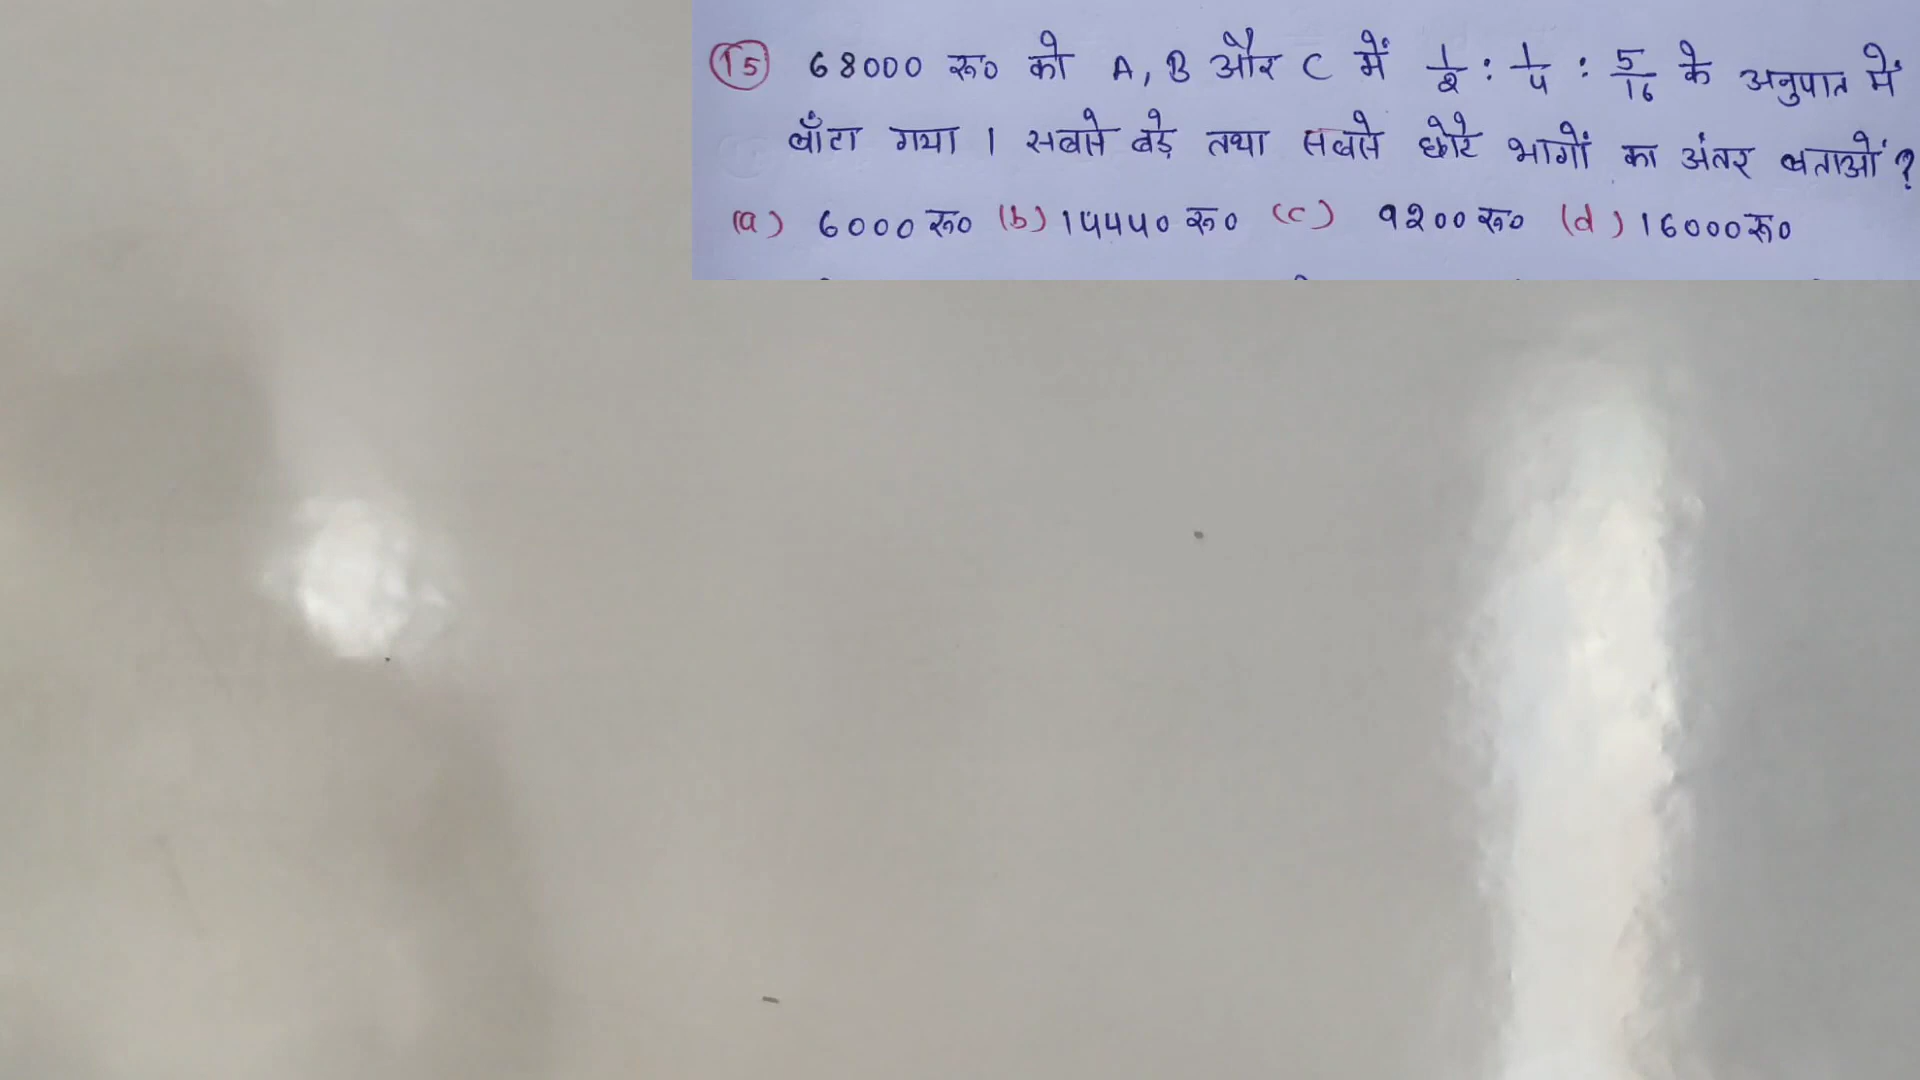 15 68000 रू० को A, B और C में 1/2 : 1/4 : 5/16 के अनुपात में
बाँटा गया । सबसे बड़े तथा सबसे छोटे भागों का अंतर बताओं ?
(a) 6000 रू० (b) 14440 रू० (c) 9200 रू० (d) 16000 रू०